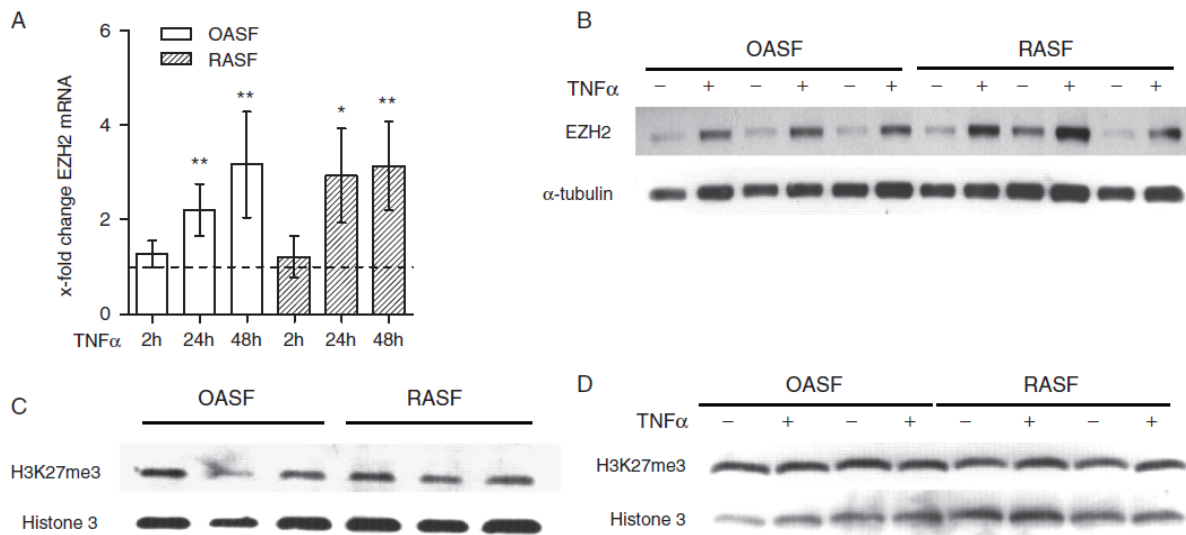 A
OASF
RASF
x-fold change EZH2 mRNA
6
4
2
0
** ** * **
TNFα 2h 24h 48h 2h 24h 48h
B
OASF RASF
TNFα − + − + − + − + − + − +
EZH2
α-tubulin
C
OASF RASF
H3K27me3
Histone 3
D
OASF RASF
TNFα − + − + − + − +
H3K27me3
Histone 3